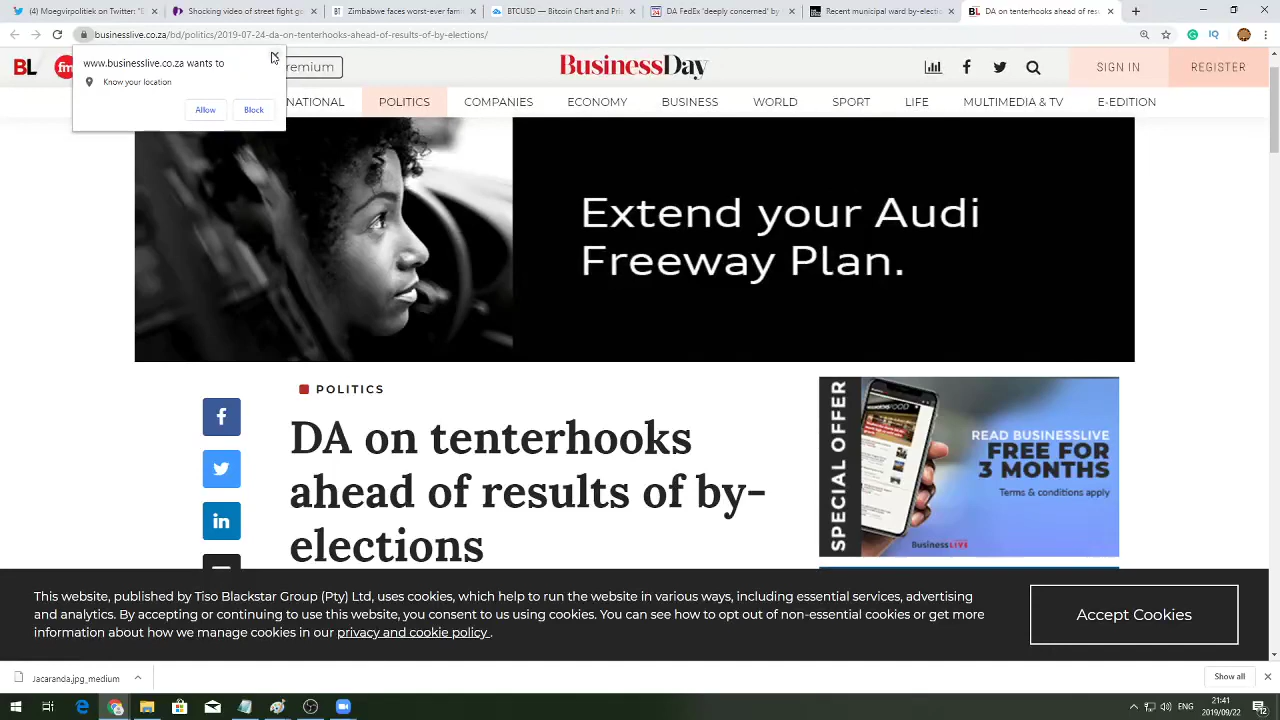 Moegvipolitiek on Twitter: "D
Shocking video of street fight ge
Zimbabwe faces worst-ever fam
BTCUSD — Bitcoin Chart and Pri
DA FedEx 'deeply concerned' by
Recent municipal ward by-election
DA on tenterhooks ahead of resu
businesslive.co.za/bd/politics/2019-07-24-da-on-tenterhooks-ahead-of-results-of-by-elections/
IQ
www.businesslive.co.za wants to
Know your location
Allow
Block
BL
fm
remium
BusinessDay
SIGN IN
REGISTER
NATIONAL
POLITICS
COMPANIES
ECONOMY
BUSINESS
WORLD
SPORT
LIFE
MULTIMEDIA & TV
E-EDITION
Extend your Audi
Freeway Plan.
POLITICS
DA on tenterhooks
ahead of results of by-
elections
SPECIAL OFFER
READ BUSINESSLIVE
FREE FOR
3 MONTHS
Terms & conditions apply
BusinessLIVE
This website, published by Tiso Blackstar Group (Pty) Ltd, uses cookies, which help to run the website in various ways, including essential services, advertising
and analytics. By accepting or continuing to use this website, you consent to us using cookies. You can see how to opt out of non-essential cookies or get more
information about how we manage cookies in our privacy and cookie policy .
Accept Cookies
Jacaranda.jpg_medium
Show all
ENG
21:41
2019/09/22
12